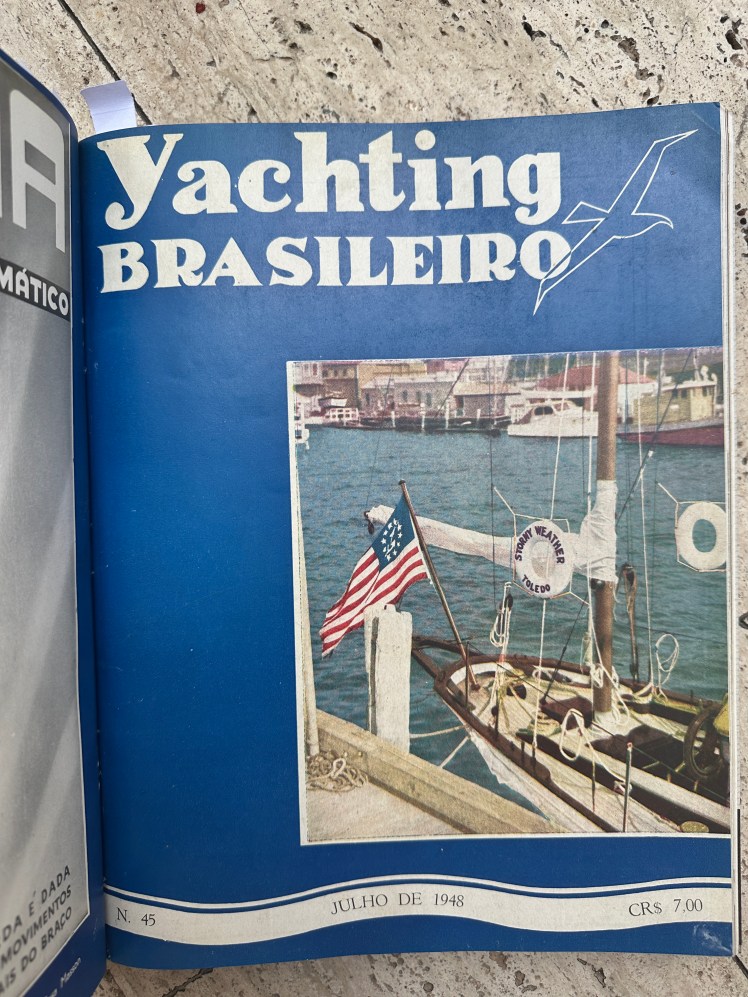 Yachting
BRASILEIRO
STORMY WEATHER
TOLEDO
N. 45
JULHO DE 1948
CR$ 7,00
A
MÁTICO
DA É DADA
MOVIMENTOS
AIS DO BRAÇO
Masson